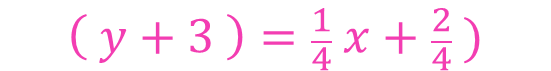 ( y + 3 ) = 1/4 x + 2/4 )